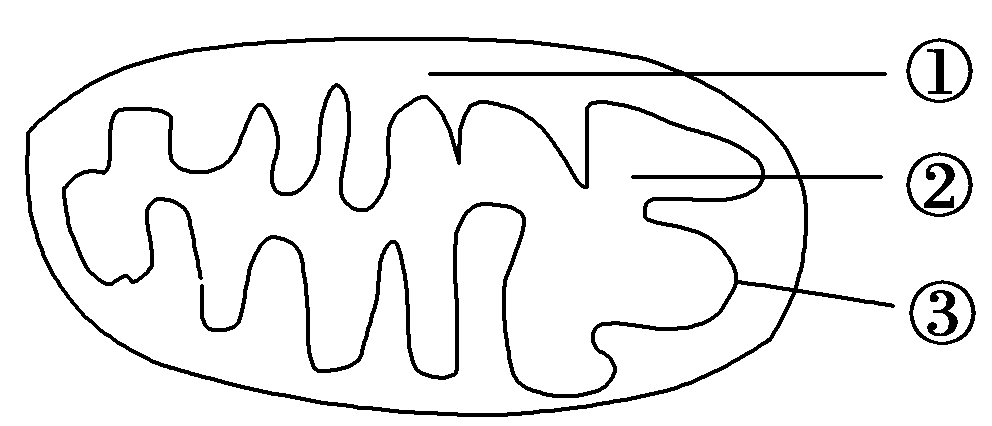 ①
②
③